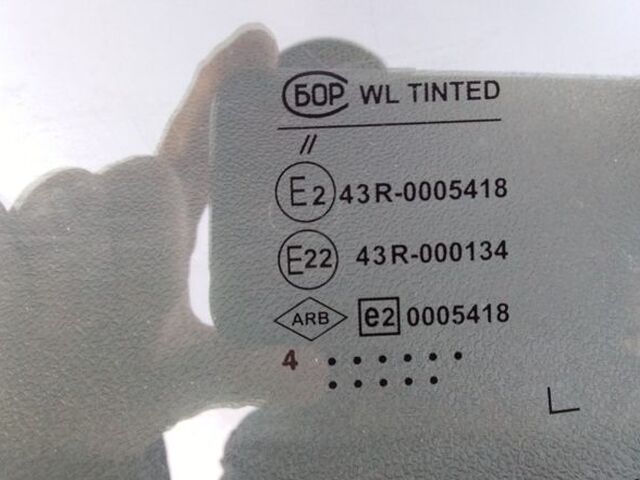 БОР WL TINTED
//
E2 43R-0005418
E22 43R-000134
ARB e2 0005418
4 . . . . . .
. . . . .